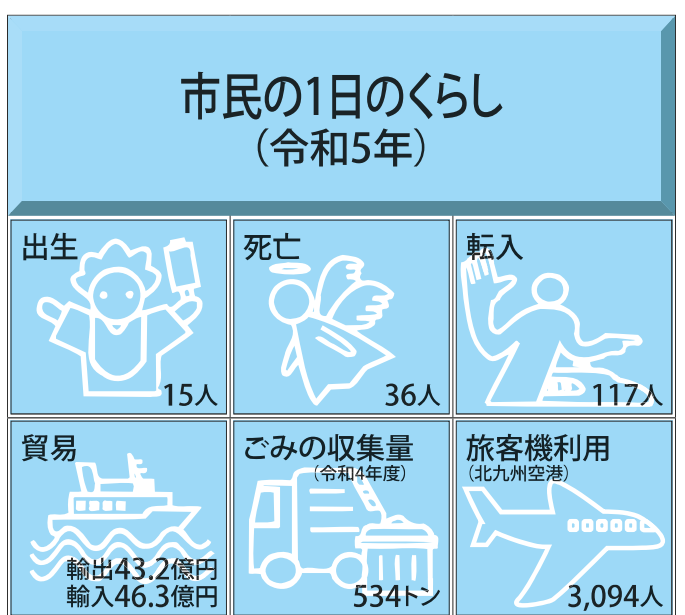 市民の1日のくらし
（令和5年）
出生
15人
死亡
36人
転入
117人
貿易
輸出43.2億円
輸入46.3億円
ごみの収集量
（令和4年度）
534トン
旅客機利用
（北九州空港）
3,094人